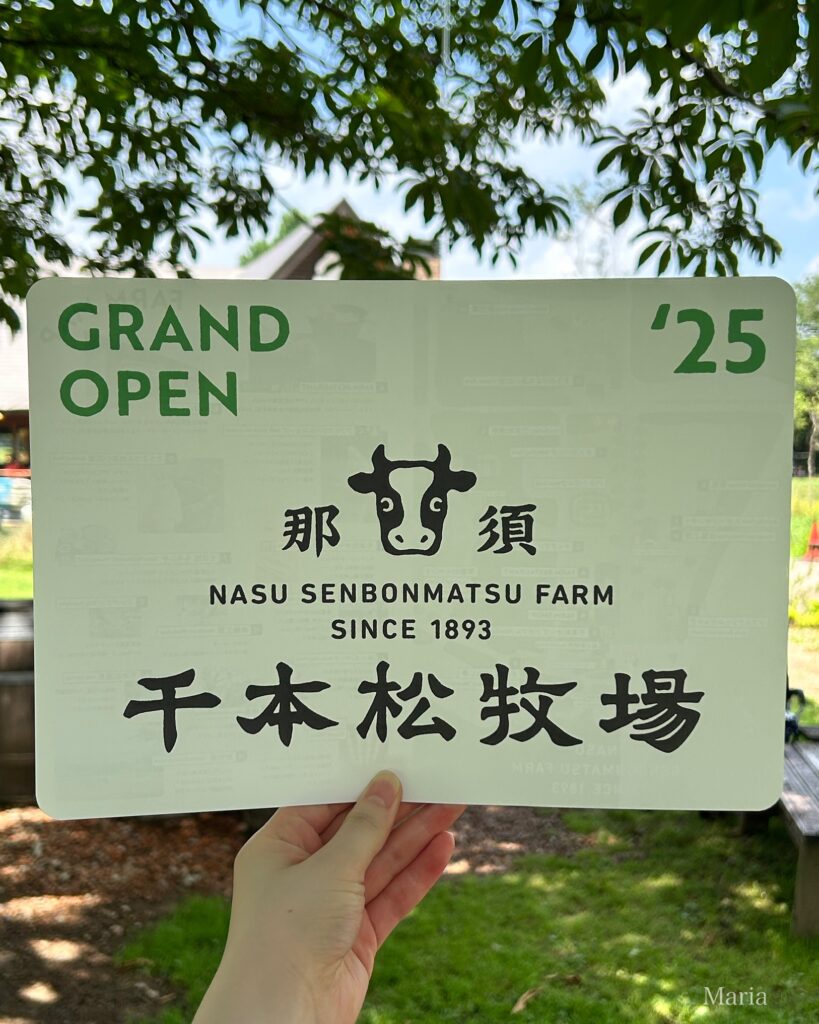 GRAND
OPEN
'25
那須
NASU SENBONMATSU FARM
SINCE 1893
千本松牧場
Maria